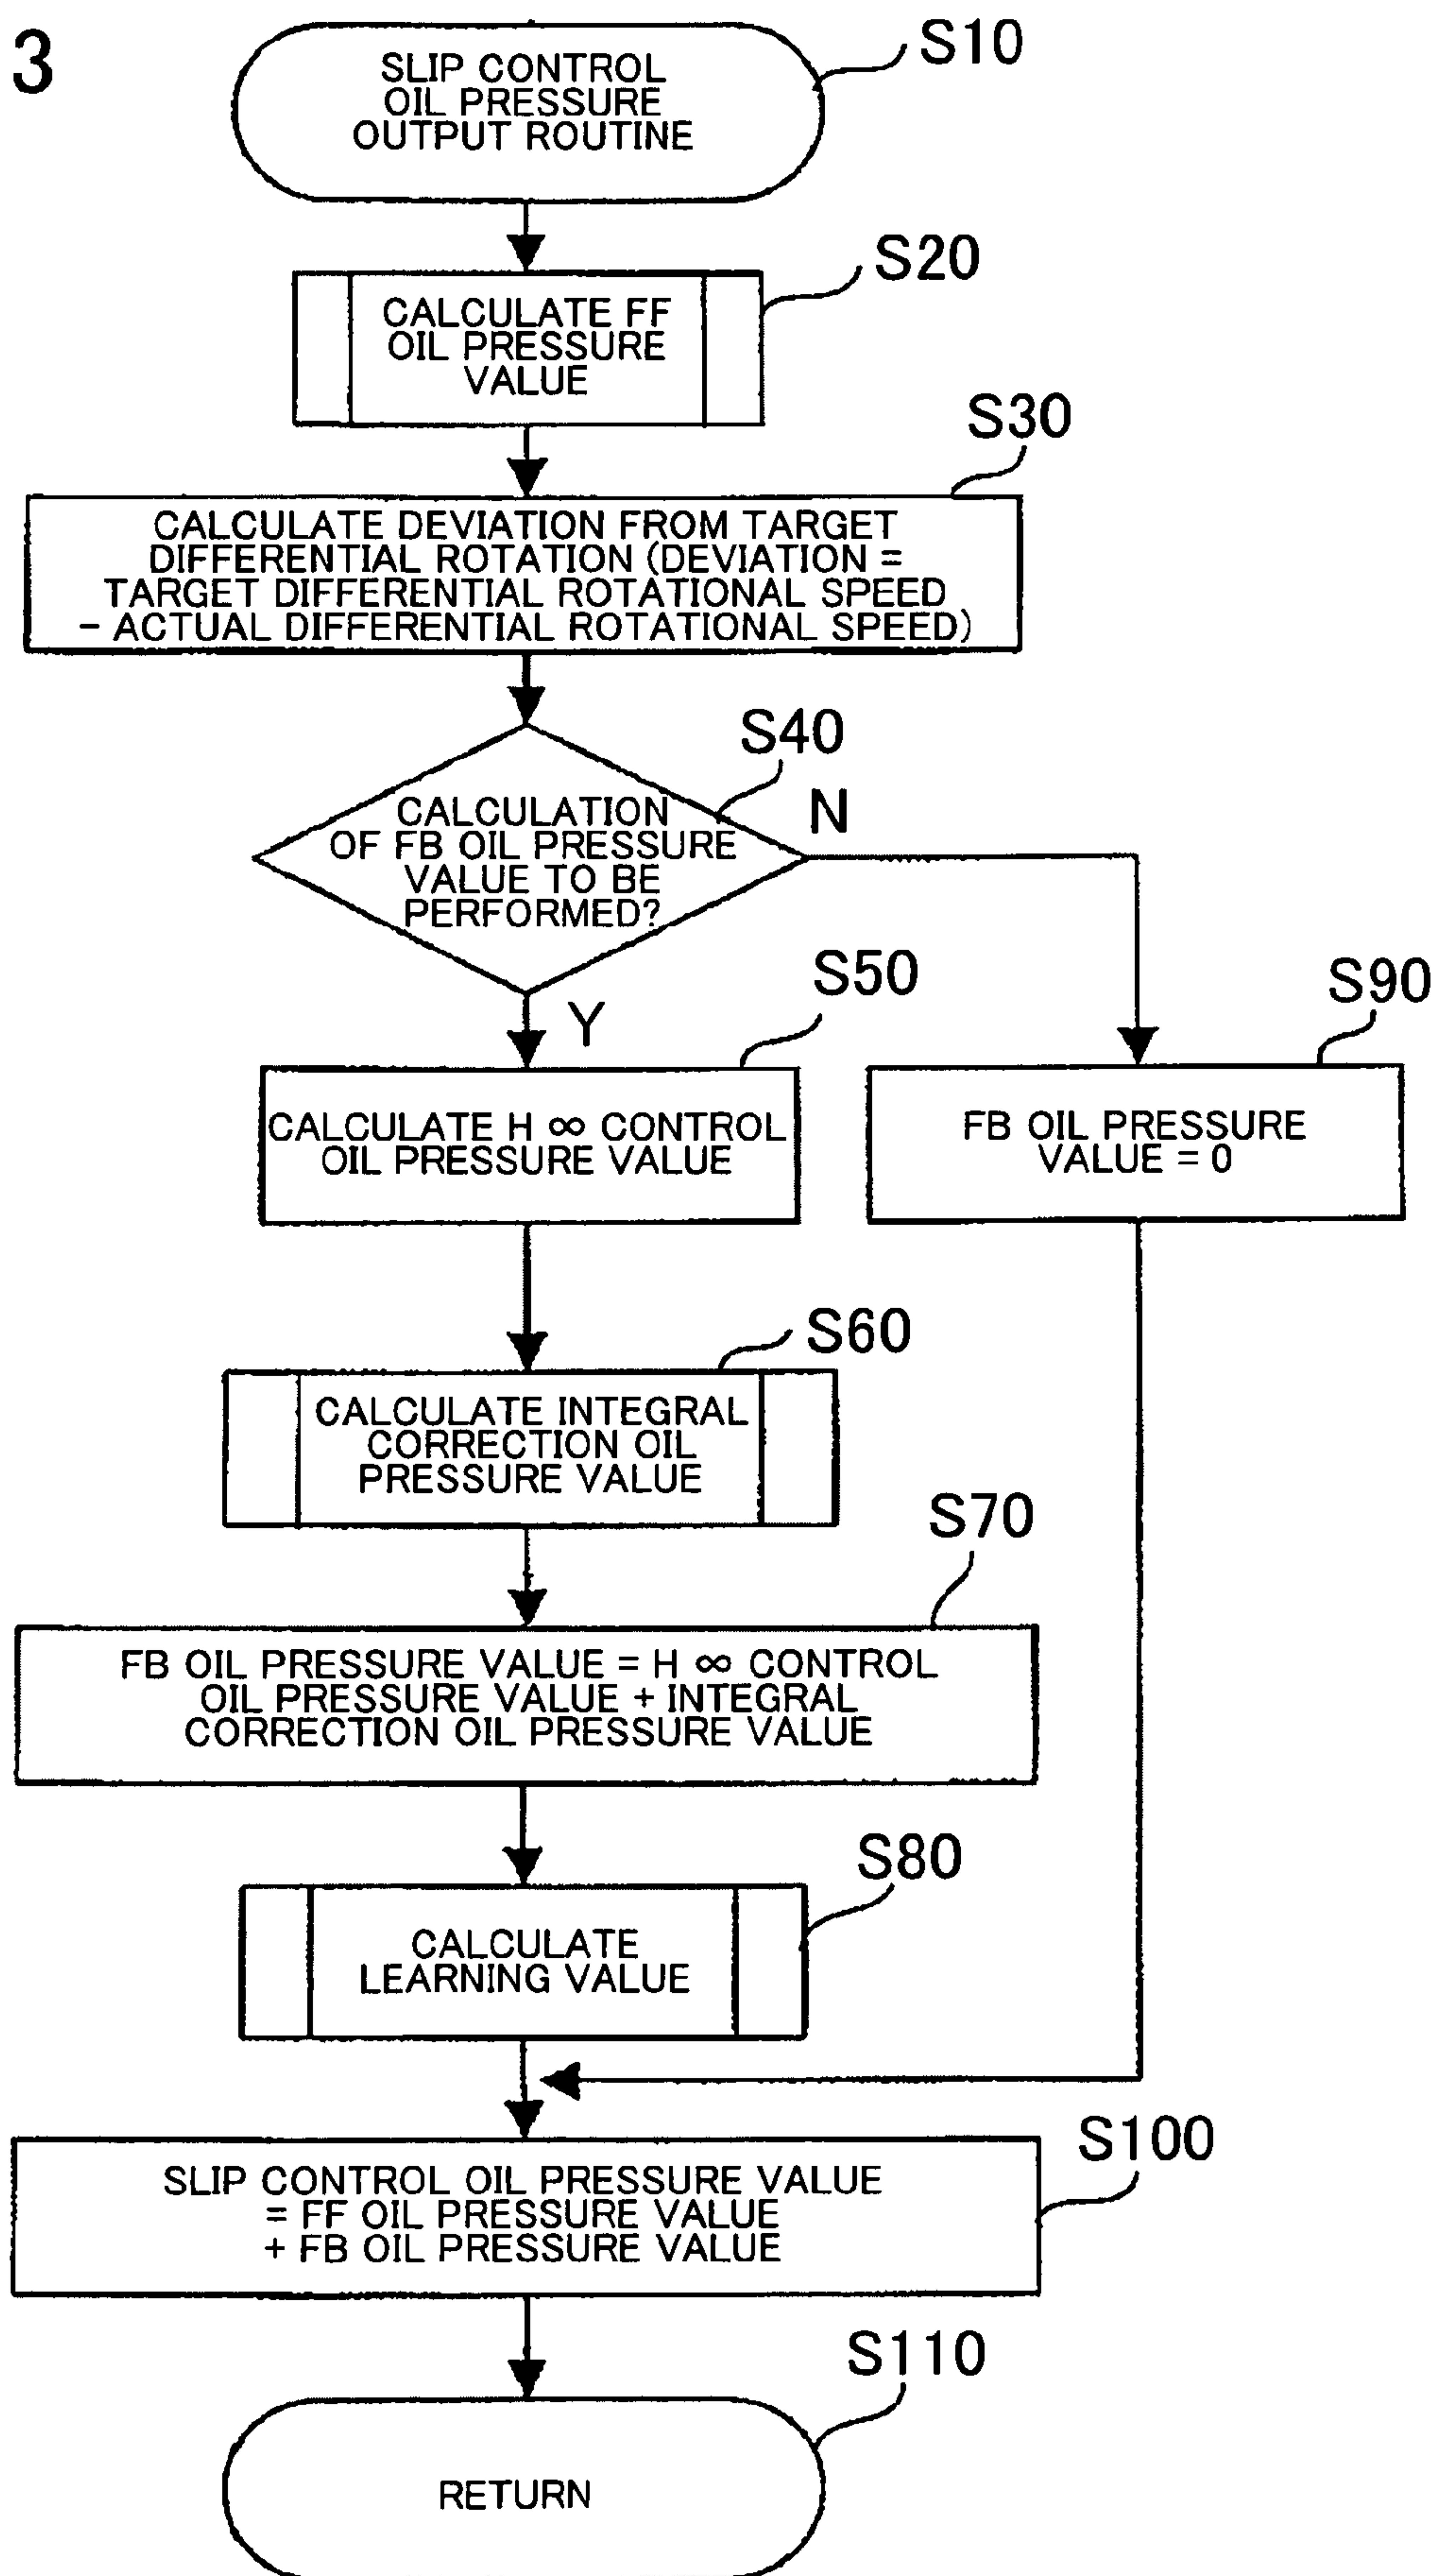 3
S10
SLIP CONTROL
OIL PRESSURE
OUTPUT ROUTINE
S20
CALCULATE FF
OIL PRESSURE
VALUE
S30
CALCULATE DEVIATION FROM TARGET
DIFFERENTIAL ROTATION (DEVIATION =
TARGET DIFFERENTIAL ROTATIONAL SPEED
- ACTUAL DIFFERENTIAL ROTATIONAL SPEED)
S40
N
CALCULATION
OF FB OIL PRESSURE
VALUE TO BE
PERFORMED?
Y
S50
CALCULATE H ∞ CONTROL
OIL PRESSURE VALUE
S90
FB OIL PRESSURE
VALUE = 0
S60
CALCULATE INTEGRAL
CORRECTION OIL
PRESSURE VALUE
S70
FB OIL PRESSURE VALUE = H ∞ CONTROL
OIL PRESSURE VALUE + INTEGRAL
CORRECTION OIL PRESSURE VALUE
S80
CALCULATE
LEARNING VALUE
S100
SLIP CONTROL OIL PRESSURE VALUE
= FF OIL PRESSURE VALUE
+ FB OIL PRESSURE VALUE
S110
RETURN